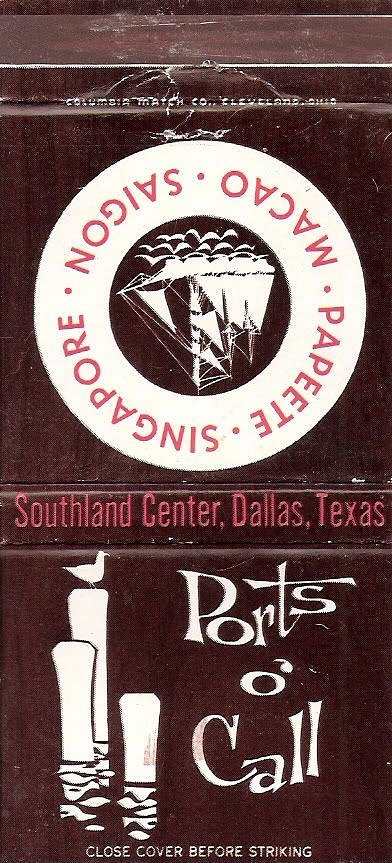 COLUMBIA MATCH CO., CLEVELAND, OHIO
SINGAPORE · PAPEETE · MACAO · SAIGON ·
Southland Center, Dallas, Texas
Ports
o'
Call
CLOSE COVER BEFORE STRIKING